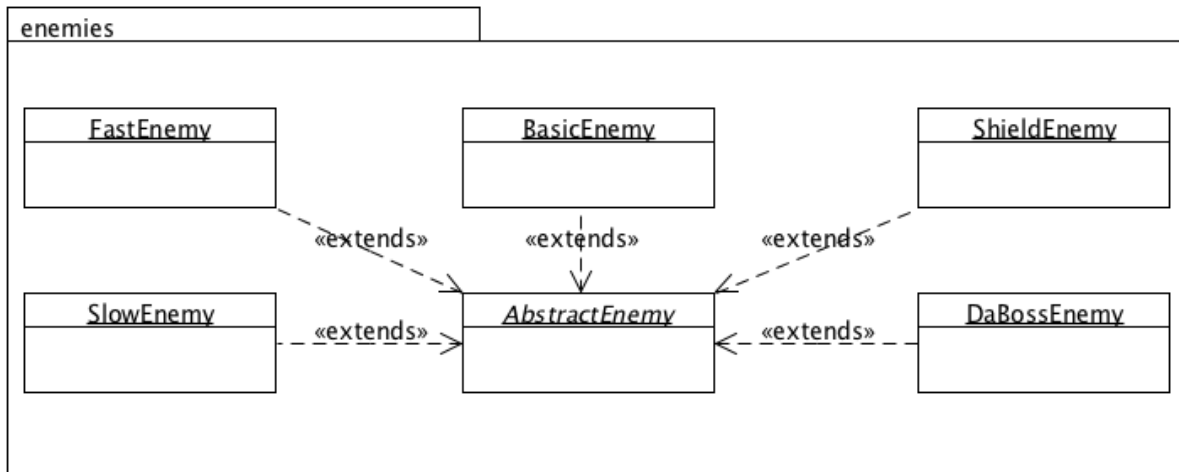 enemies
FastEnemy
BasicEnemy
ShieldEnemy
«extends»
«extends»
«extends»
SlowEnemy
«extends»
AbstractEnemy
«extends»
DaBossEnemy